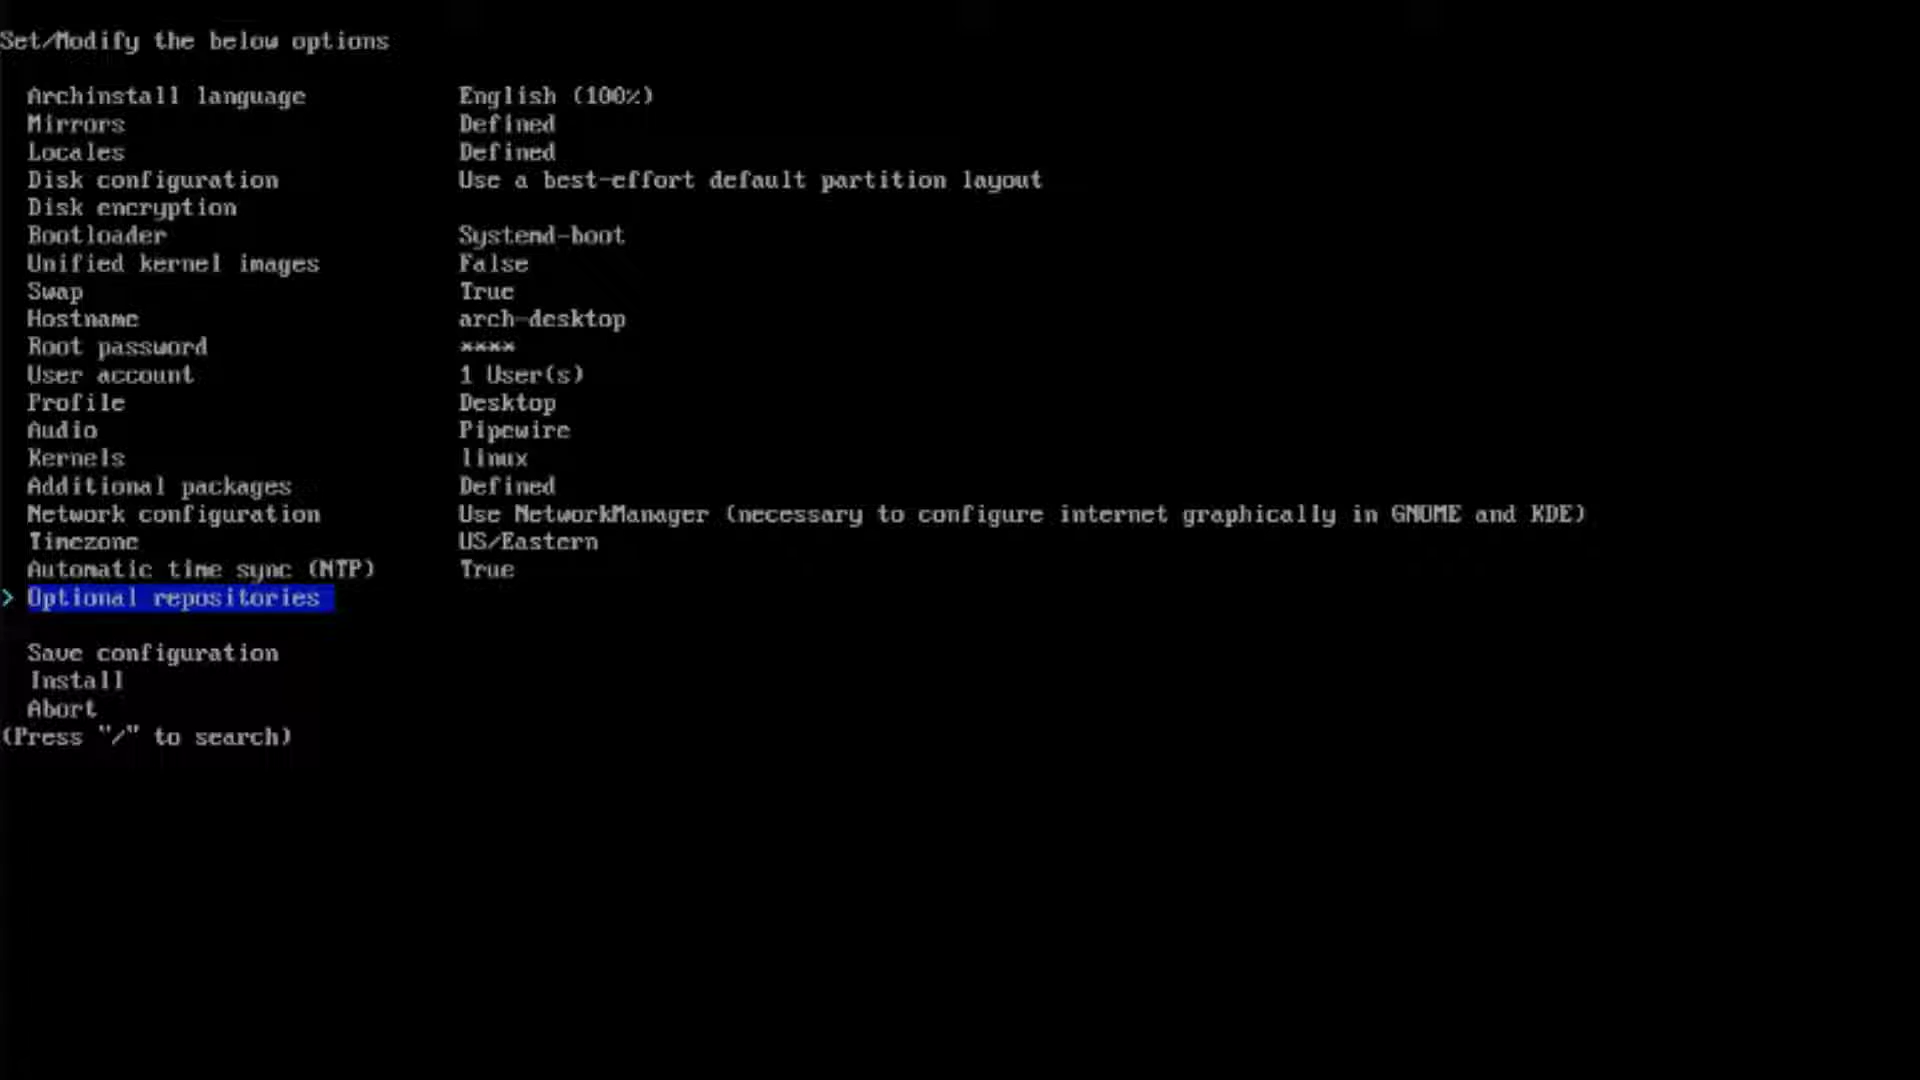 Set/Modify the below options
Archinstall language English (100%)
Mirrors Defined
Locales Defined
Disk configuration Use a best-effort default partition layout
Disk encryption
Bootloader Systemd-boot
Unified kernel images False
Swap True
Hostname arch-desktop
Root password ****
User account 1 User(s)
Profile Desktop
Audio Pipewire
Kernels linux
Additional packages Defined
Network configuration Use NetworkManager (necessary to configure internet graphically in GNOME and KDE)
Timezone US/Eastern
Automatic time sync (NTP) True
> Optional repositories
Save configuration
Install
Abort
(Press "/" to search)